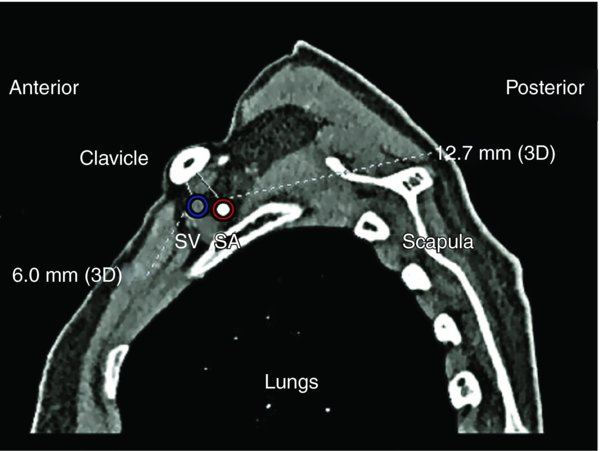 Anterior
Posterior
Clavicle
12.7 mm (3D)
SV
SA
Scapula
6.0 mm (3D)
Lungs